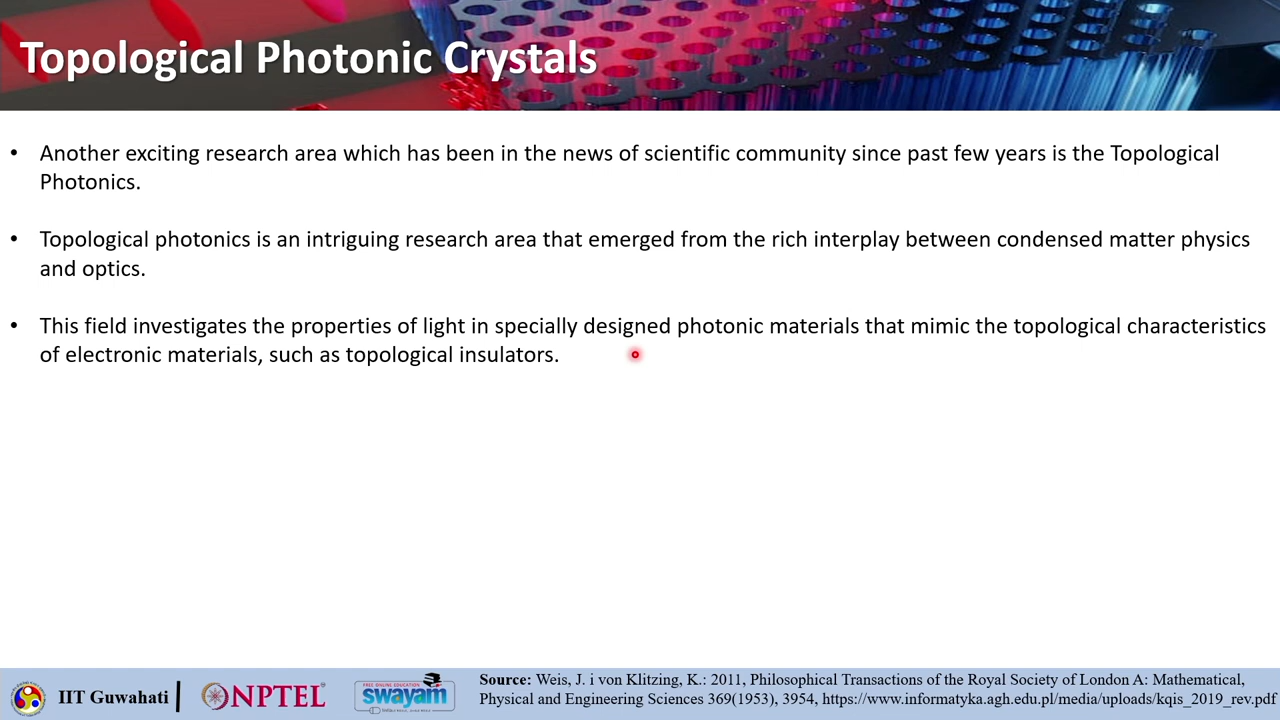 Topological Photonic Crystals
• Another exciting research area which has been in the news of scientific community since past few years is the Topological
Photonics.
• Topological photonics is an intriguing research area that emerged from the rich interplay between condensed matter physics
and optics.
• This field investigates the properties of light in specially designed photonic materials that mimic the topological characteristics
of electronic materials, such as topological insulators.
IIT Guwahati
NPTEL
FREE ONLINE EDUCATION
swayam
Source: Weis, J. i von Klitzing, K.: 2011, Philosophical Transactions of the Royal Society of London A: Mathematical,
Physical and Engineering Sciences 369(1953), 3954, https://www.informatyka.agh.edu.pl/media/uploads/kqis_2019_rev.pdf